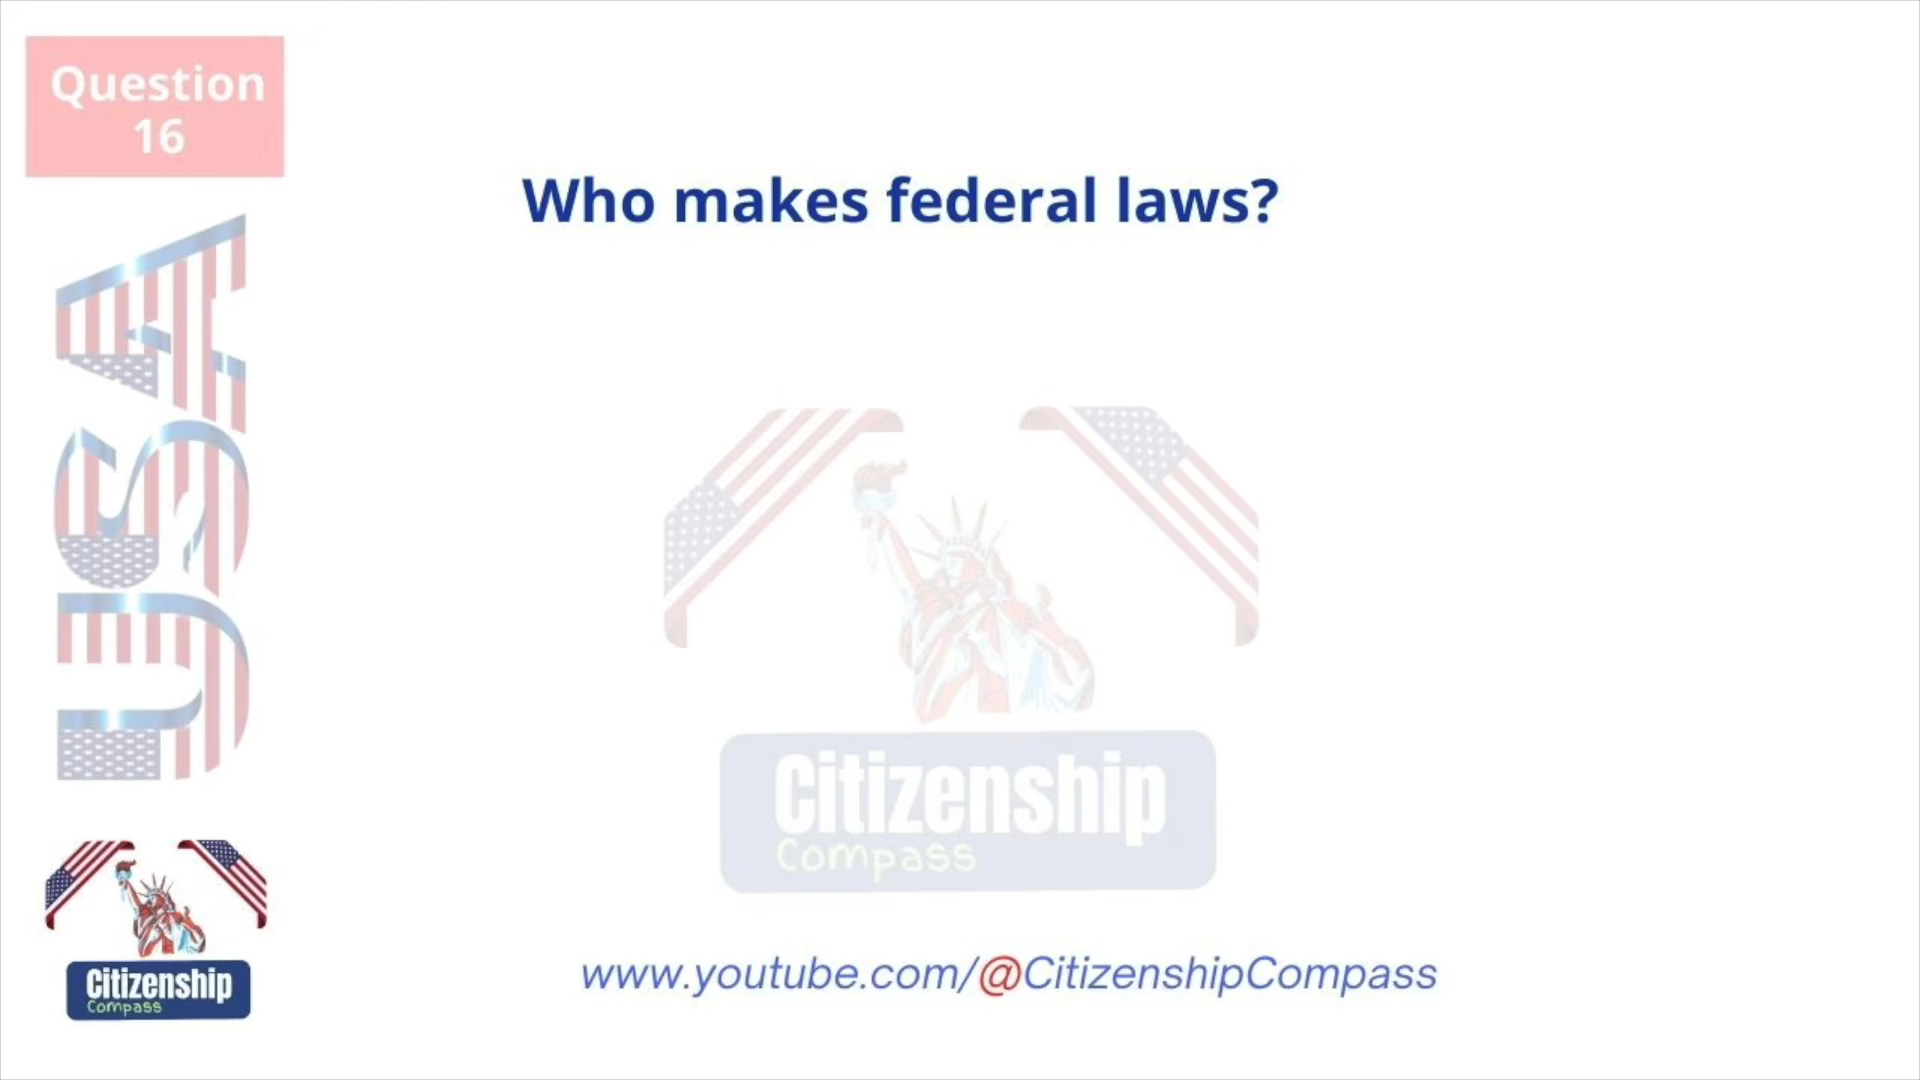 Question
16
Who makes federal laws?
USA
Citizenship
Compass
www.youtube.com/@CitizenshipCompass
Citizenship
Compass